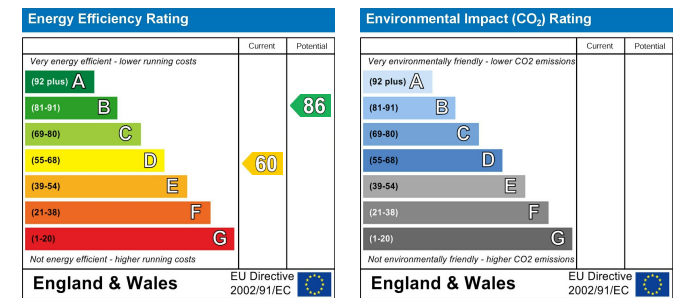 Energy Efficiency Rating
Current Potential
Very energy efficient - lower running costs
(92 plus) A
(81-91) B
86
(69-80) C
(55-68) D
60
(39-54) E
(21-38) F
(1-20) G
Not energy efficient - higher running costs
England & Wales
EU Directive
2002/91/EC
Environmental Impact (CO2) Rating
Current Potential
Very environmentally friendly - lower CO2 emissions
(92 plus) A
(81-91) B
(69-80) C
(55-68) D
(39-54) E
(21-38) F
(1-20) G
Not environmentally friendly - higher CO2 emissions
England & Wales
EU Directive
2002/91/EC